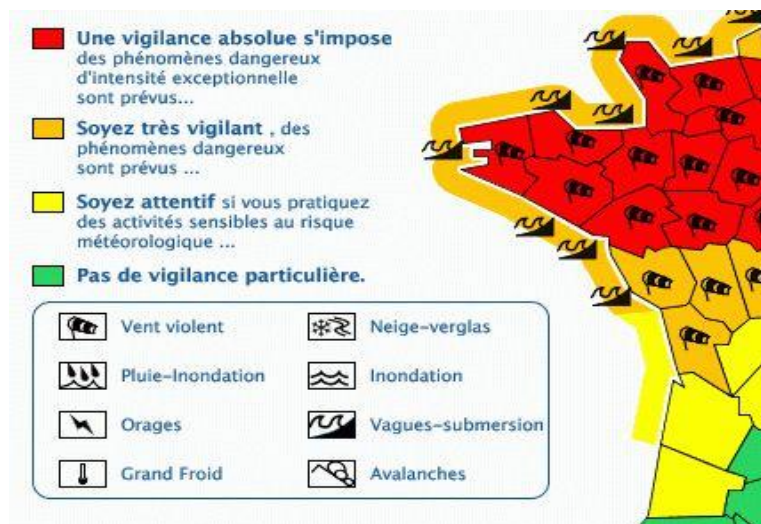 Une vigilance absolue s'impose
des phénomènes dangereux
d'intensité exceptionnelle
sont prévus...
Soyez très vigilant , des
phénomènes dangereux
sont prévus ...
Soyez attentif si vous pratiquez
des activités sensibles au risque
météorologique ...
Pas de vigilance particulière.
Vent violent
Neige-verglas
Pluie-Inondation
Inondation
Orages
Vagues-submersion
Grand Froid
Avalanches